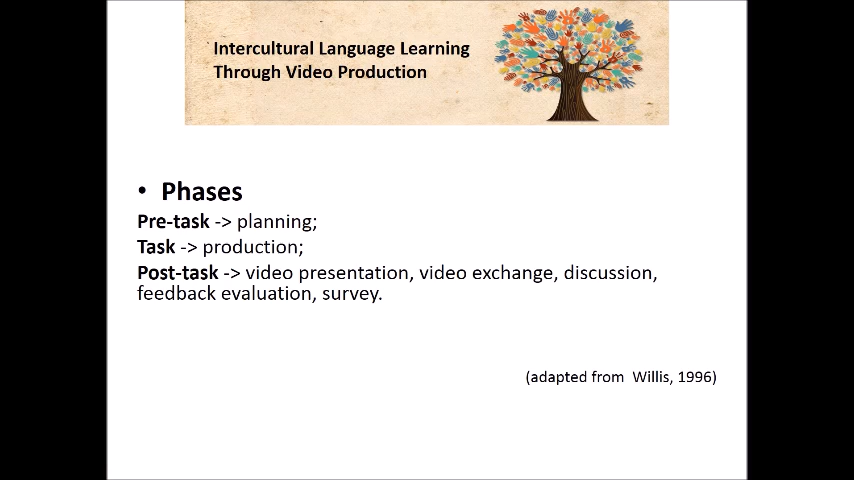 Intercultural Language Learning
Through Video Production
• Phases
Pre-task -> planning;
Task -> production;
Post-task -> video presentation, video exchange, discussion,
feedback evaluation, survey.
(adapted from  Willis, 1996)